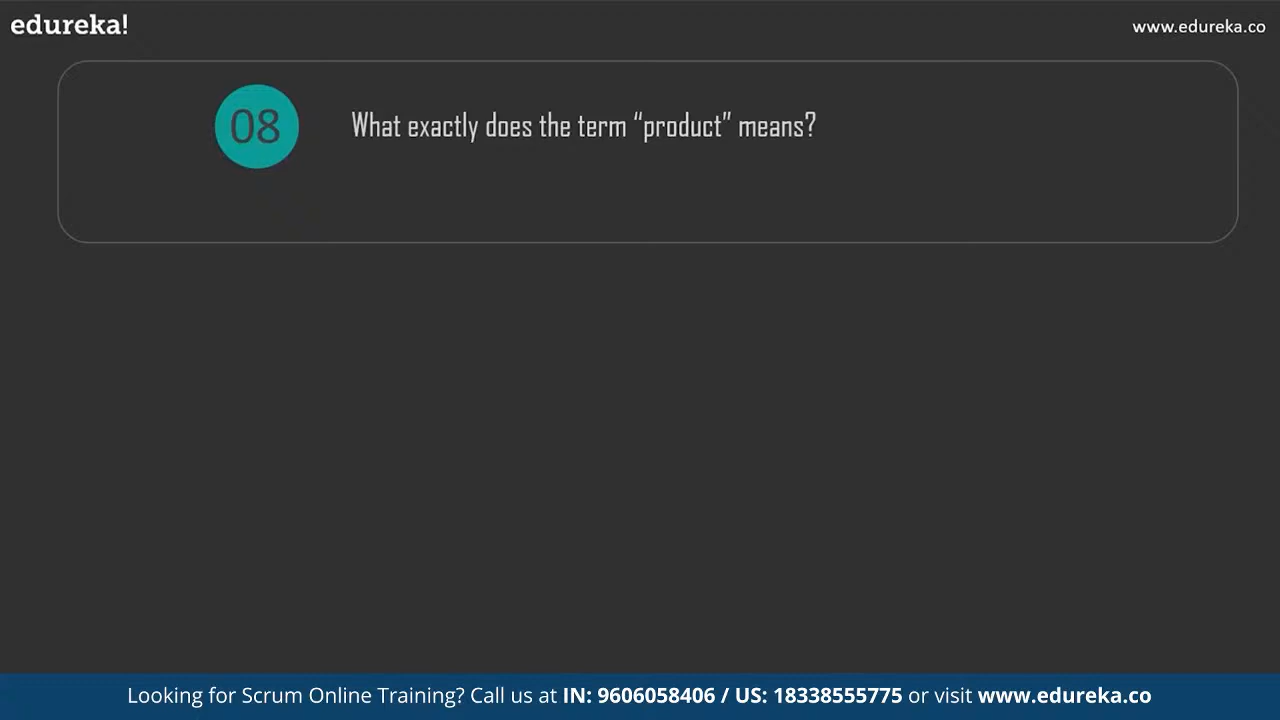 edureka!
www.edureka.co
08
What exactly does the term “product” means?
Looking for Scrum Online Training? Call us at IN: 9606058406 / US: 18338555775 or visit www.edureka.co